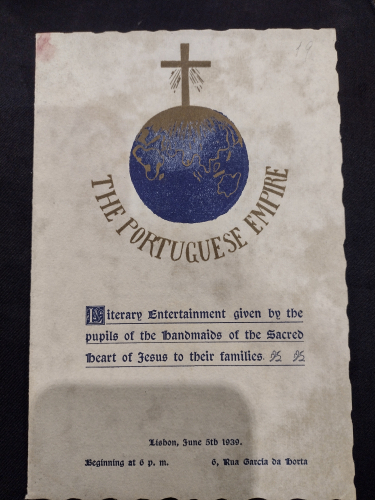 THE PORTUGUESE EMPIRE
Literary Entertainment given by the
pupils of the Handmaids of the Sacred
Heart of Jesus to their families.
Lisbon, June 5th 1939.
Beginning at 6 p. m. 6, Rua Garcia da Horta